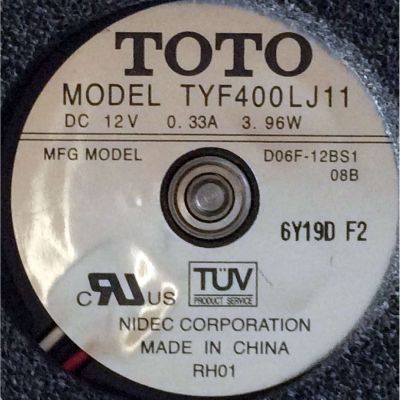 TOTO
MODEL TYF400LJ11
DC 12V 0.33A 3.96W
MFG MODEL D06F-12BS1
08B
6Y19D F2
c RU US
TÜV
PRODUCT SERVICE
NIDEC CORPORATION
MADE IN CHINA
RH01